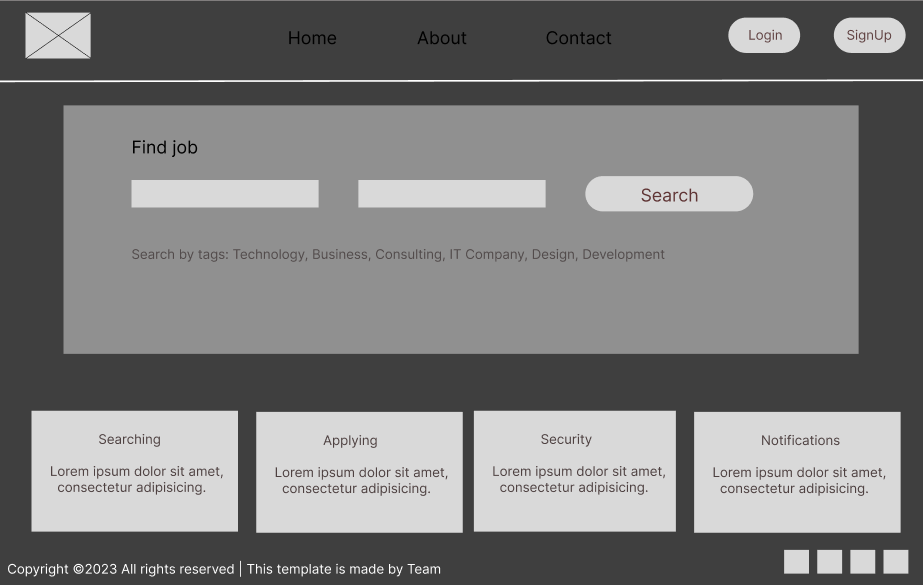 Home About Contact Login SignUp
Find job
Search
Search by tags: Technology, Business, Consulting, IT Company, Design, Development
Searching
Lorem ipsum dolor sit amet,
consectetur adipisicing.
Applying
Lorem ipsum dolor sit amet,
consectetur adipisicing.
Security
Lorem ipsum dolor sit amet,
consectetur adipisicing.
Notifications
Lorem ipsum dolor sit amet,
consectetur adipisicing.
Copyright ©2023 All rights reserved | This template is made by Team